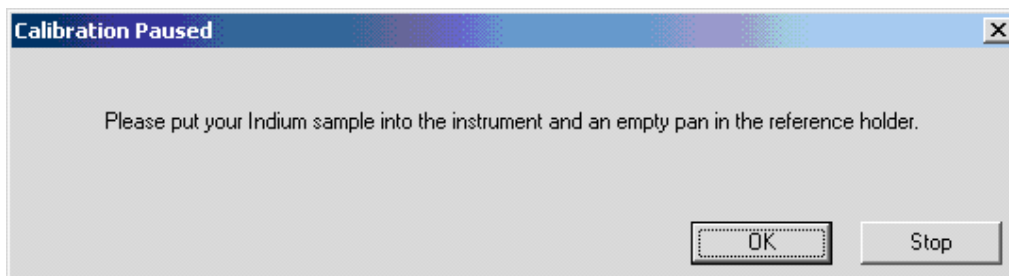 Calibration Paused
Please put your Indium sample into the instrument and an empty pan in the reference holder.
OK
Stop